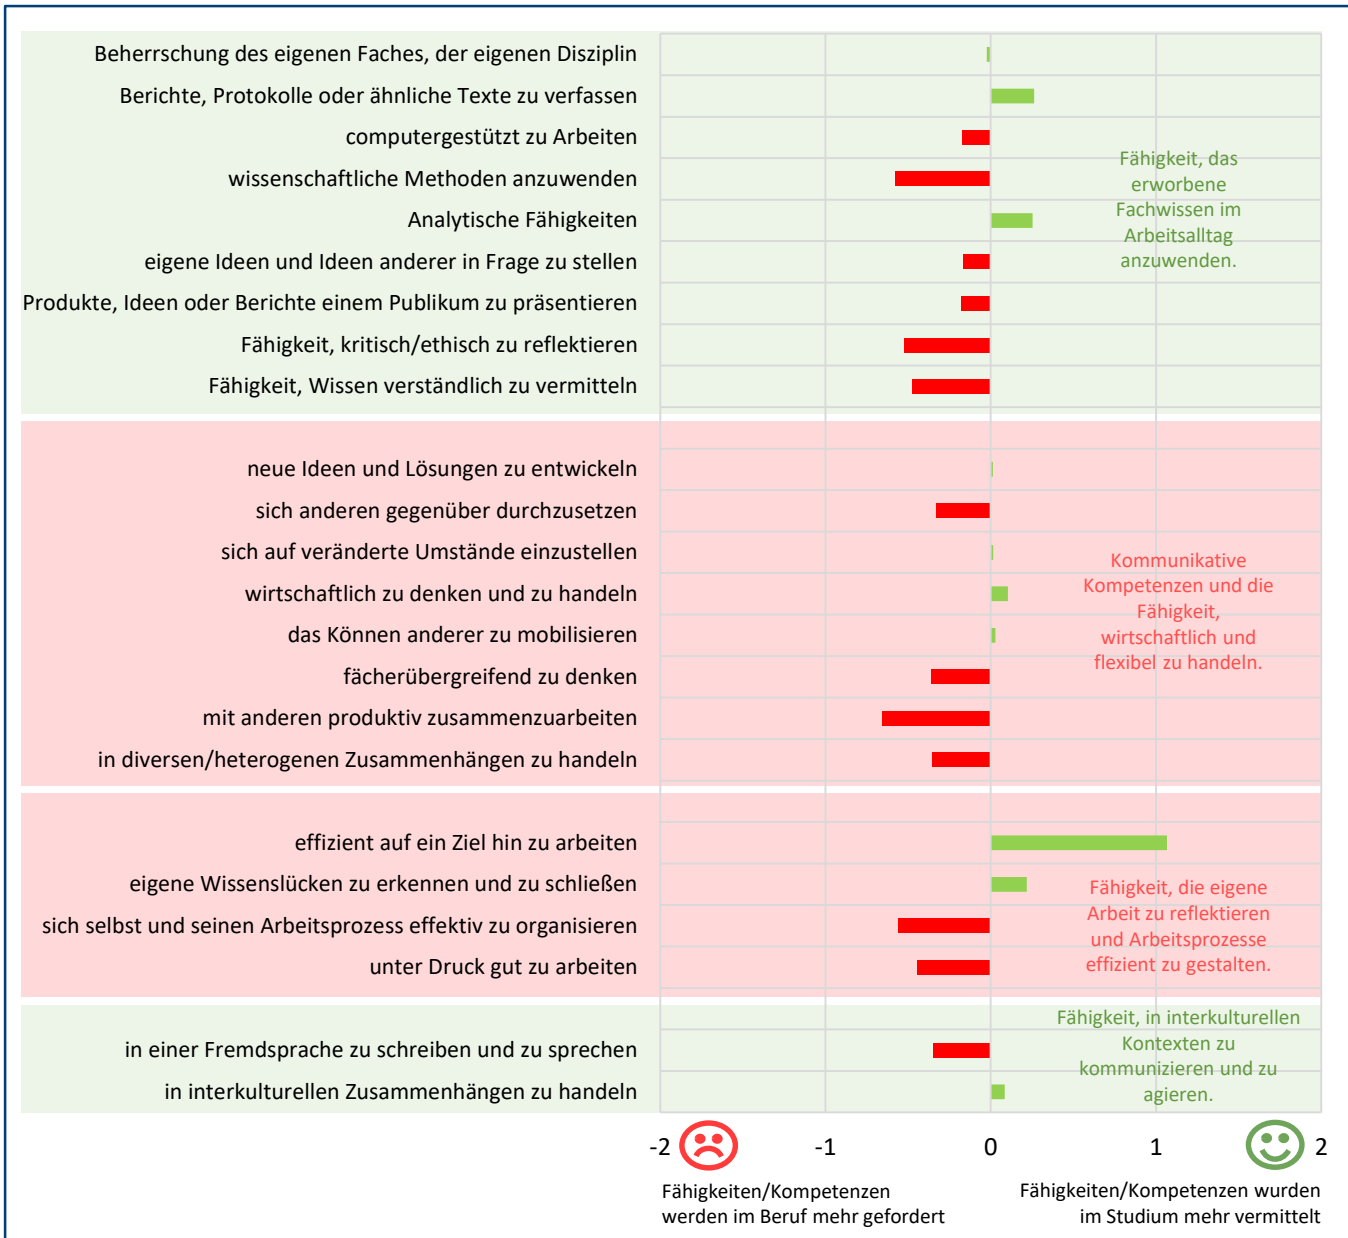 Beherrschung des eigenen Faches, der eigenen Disziplin
Berichte, Protokolle oder ähnliche Texte zu verfassen
computergestützt zu Arbeiten
wissenschaftliche Methoden anzuwenden
Analytische Fähigkeiten
eigene Ideen und Ideen anderer in Frage zu stellen
Produkte, Ideen oder Berichte einem Publikum zu präsentieren
Fähigkeit, kritisch/ethisch zu reflektieren
Fähigkeit, Wissen verständlich zu vermitteln
Fähigkeit, das
erworbene
Fachwissen im
Arbeitsalltag
anzuwenden.
neue Ideen und Lösungen zu entwickeln
sich anderen gegenüber durchzusetzen
sich auf veränderte Umstände einzustellen
wirtschaftlich zu denken und zu handeln
das Können anderer zu mobilisieren
fächerübergreifend zu denken
mit anderen produktiv zusammenzuarbeiten
in diversen/heterogenen Zusammenhängen zu handeln
Kommunikative
Kompetenzen und die
Fähigkeit,
wirtschaftlich und
flexibel zu handeln.
effizient auf ein Ziel hin zu arbeiten
eigene Wissenslücken zu erkennen und zu schließen
sich selbst und seinen Arbeitsprozess effektiv zu organisieren
unter Druck gut zu arbeiten
Fähigkeit, die eigene
Arbeit zu reflektieren
und Arbeitsprozesse
effizient zu gestalten.
in einer Fremdsprache zu schreiben und zu sprechen
in interkulturellen Zusammenhängen zu handeln
Fähigkeit, in interkulturellen
Kontexten zu
kommunizieren und zu
agieren.
-2 -1 0 1 2
Fähigkeiten/Kompetenzen
werden im Beruf mehr gefordert
Fähigkeiten/Kompetenzen wurden
im Studium mehr vermittelt